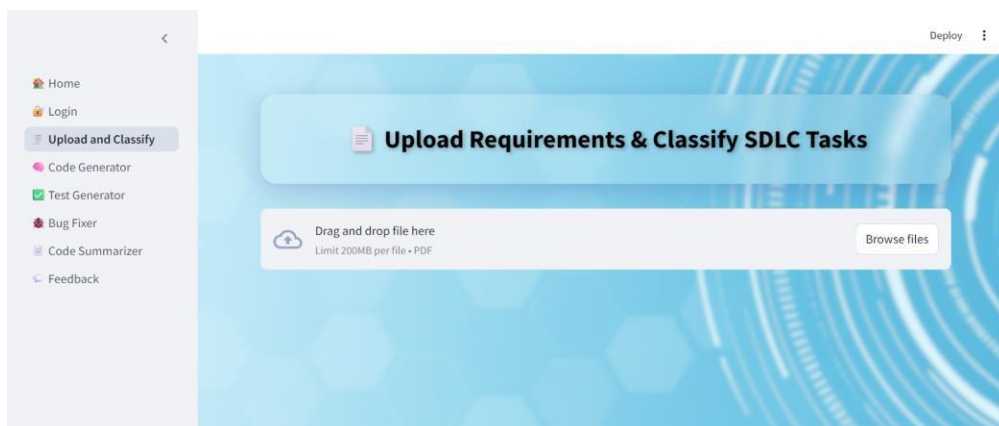 Deploy
Home
Login
Upload and Classify
Code Generator
Test Generator
Bug Fixer
Code Summarizer
Feedback
Upload Requirements & Classify SDLC Tasks
Drag and drop file here
Limit 200MB per file • PDF
Browse files